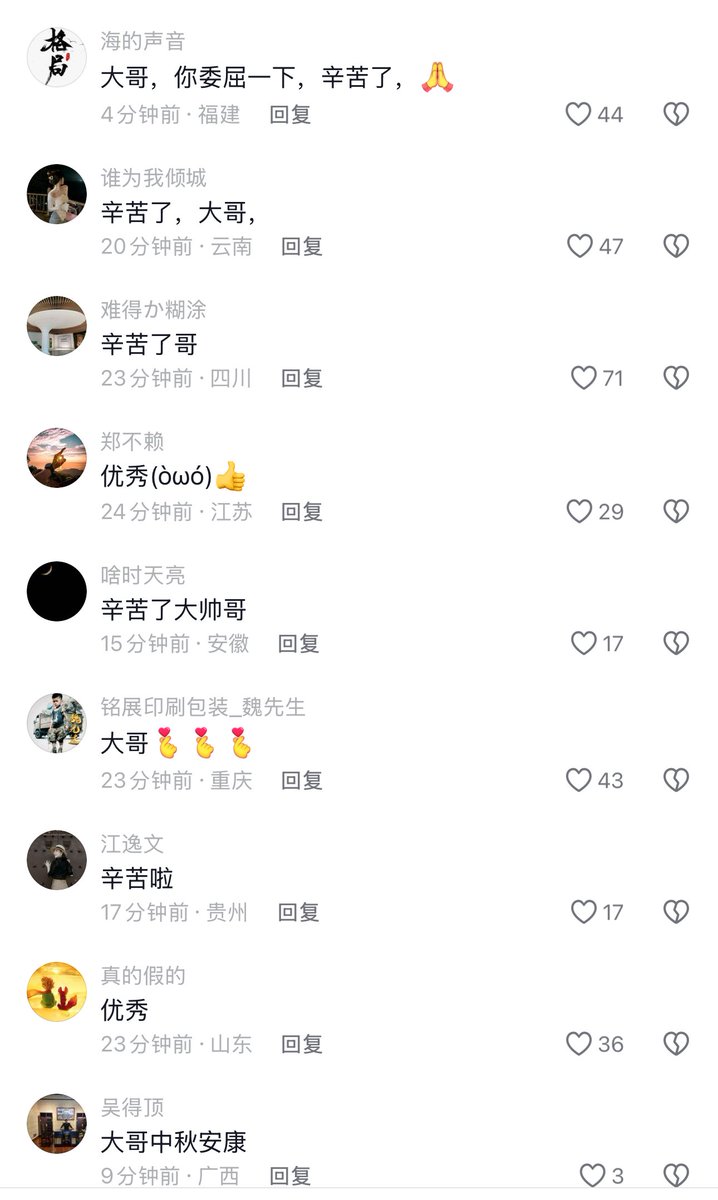 格局
海的声音
大哥，你委屈一下，辛苦了，🙏
4分钟前·福建 回复 44
谁为我倾城
辛苦了，大哥，
20分钟前·云南 回复 47
难得か糊涂
辛苦了哥
23分钟前·四川 回复 71
郑不赖
优秀(òωó)👍
24分钟前·江苏 回复 29
啥时天亮
辛苦了大帅哥
15分钟前·安徽 回复 17
铭展印刷包装_魏先生
大哥🫰🫰🫰
23分钟前·重庆 回复 43
江逸文
辛苦啦
17分钟前·贵州 回复 17
真的假的
优秀
23分钟前·山东 回复 36
吴得顶
大哥中秋安康
9分钟前·广西 回复 3